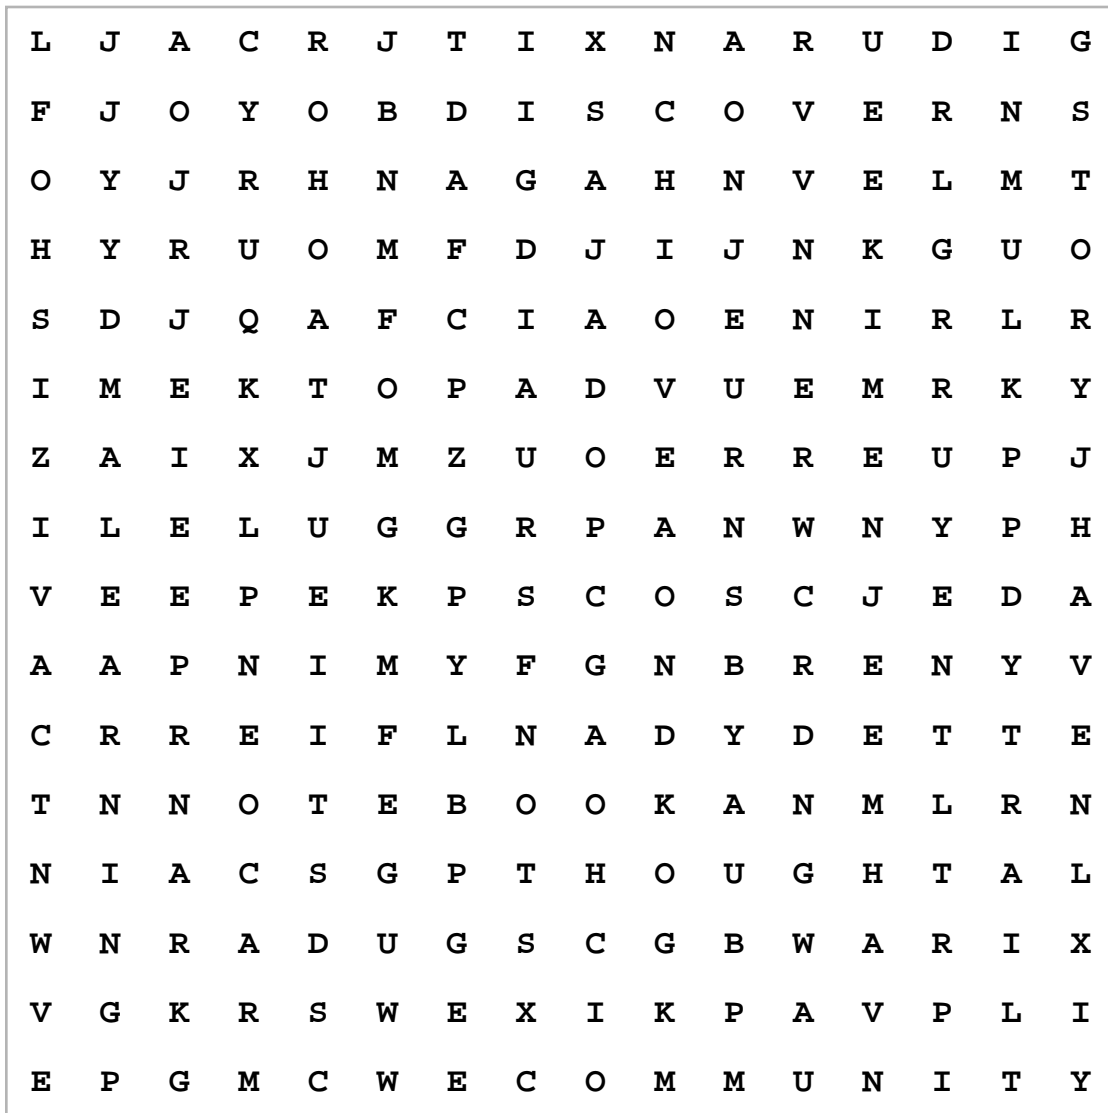 L J A C R J T I X N A R U D I G
F J O Y O B D I S C O V E R N S
O Y J R H N A G A H N V E L M T
H Y R U O M F D J I J N K G U O
S D J Q A F C I A O E N I R L R
I M E K T O P A D V U E M R K Y
Z A I X J M Z U O E R R E U P J
I L E L U G G R P A N W N Y P H
V E E P E K P S C O S C J E D A
A A P N I M Y F G N B R E N Y V
C R R E I F L N A D Y D E T T E
T N N O T E B O O K A N M L R N
N I A C S G P T H O U G H T A L
W N R A D U G S C G B W A R I X
V G K R S W E X I K P A V P L I
E P G M C W E C O M M U N I T Y